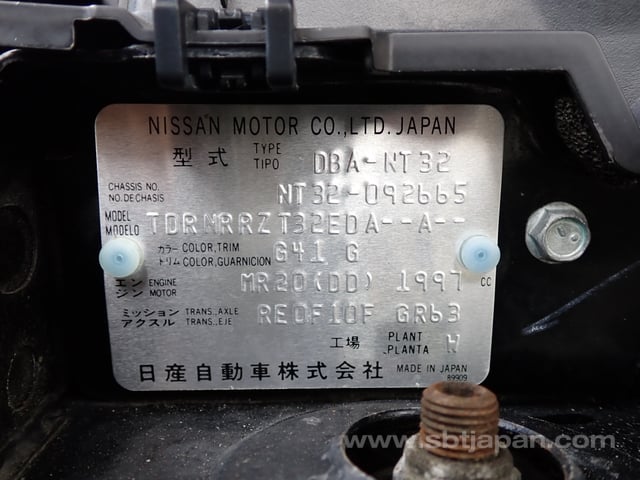 NISSAN MOTOR CO.,LTD. JAPAN
型式 TYPE TIPO DBA-NT32
CHASSIS NO. NO.DE CHASIS NT32-092665
MODEL MODELO TDRMRRZT32EDA--A--
カラー COLOR,TRIM トリム COLOR,GUARNICION G41 G
エンジン ENGINE MOTOR MR20(DD) 1997 CC
ミッション アクスル TRANS.,AXLE TRANS.,EJE RE0F10F GR63
工場 PLANT PLANTA W
日産自動車株式会社 MADE IN JAPAN
89909
www.sbtjapan.com